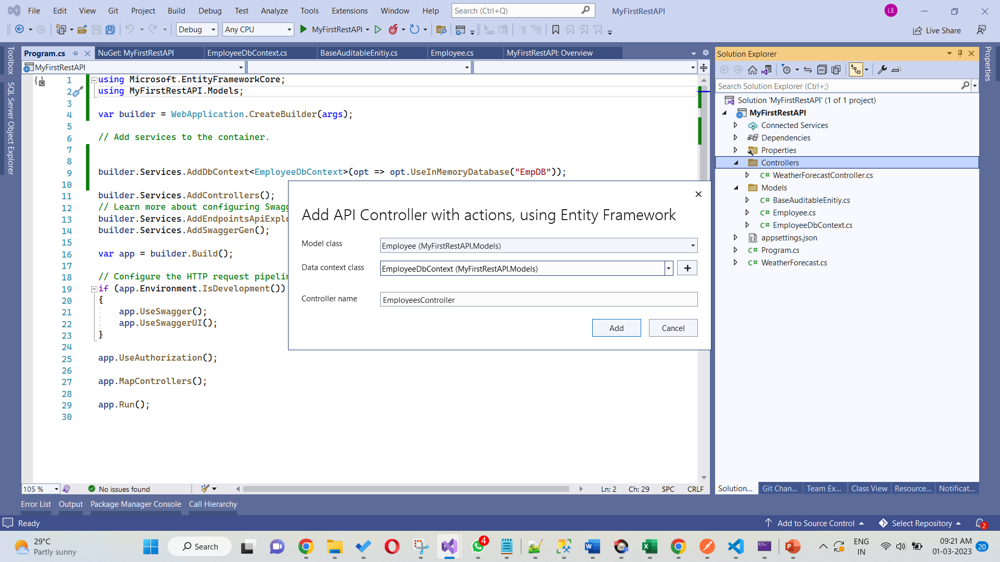 File Edit View Git Project Build Debug Test Analyze Tools Extensions Window Help Search (Ctrl+Q) MyFirstRestAPI LE
Debug Any CPU MyFirstRestAPI Live Share
Program.cs NuGet: MyFirstRestAPI EmployeeDbContext.cs BaseAuditableEnitiy.cs Employee.cs MyFirstRestAPI: Overview
MyFirstRestAPI
Toolbox
SQL Server Object Explorer
1 using Microsoft.EntityFrameworkCore;
2 using MyFirstRestAPI.Models;
3
4 var builder = WebApplication.CreateBuilder(args);
5
6 // Add services to the container.
7
8
9 builder.Services.AddDbContext<EmployeeDbContext>(opt => opt.UseInMemoryDatabase("EmpDB"));
10
11 builder.Services.AddControllers();
12 // Learn more about configuring Swagg
13 builder.Services.AddEndpointsApiExplo
14 builder.Services.AddSwaggerGen();
15
16 var app = builder.Build();
17
18 // Configure the HTTP request pipelin
19 if (app.Environment.IsDevelopment())
20 {
21 app.UseSwagger();
22 app.UseSwaggerUI();
23 }
24
25 app.UseAuthorization();
26
27 app.MapControllers();
28
29 app.Run();
30
Add API Controller with actions, using Entity Framework
Model class Employee (MyFirstRestAPI.Models)
Data context class EmployeeDbContext (MyFirstRestAPI.Models)
Controller name EmployeesController
Add Cancel
Solution Explorer
Search Solution Explorer (Ctrl+;)
Solution 'MyFirstRestAPI' (1 of 1 project)
MyFirstRestAPI
Connected Services
Dependencies
Properties
Controllers
C# WeatherForecastController.cs
Models
C# BaseAuditableEnitiy.cs
C# Employee.cs
C# EmployeeDbContext.cs
appsettings.json
C# Program.cs
C# WeatherForecast.cs
Properties
105 % No issues found Ln: 2 Ch: 29 SPC CRLF
Solution... Git Chan... Team Ex... Class View Resource... Notificat...
Error List Output Package Manager Console Call Hierarchy
Ready Add to Source Control Select Repository 2
29°C
Partly sunny
Search
4
ENG
IN
09:21 AM
01-03-2023
20